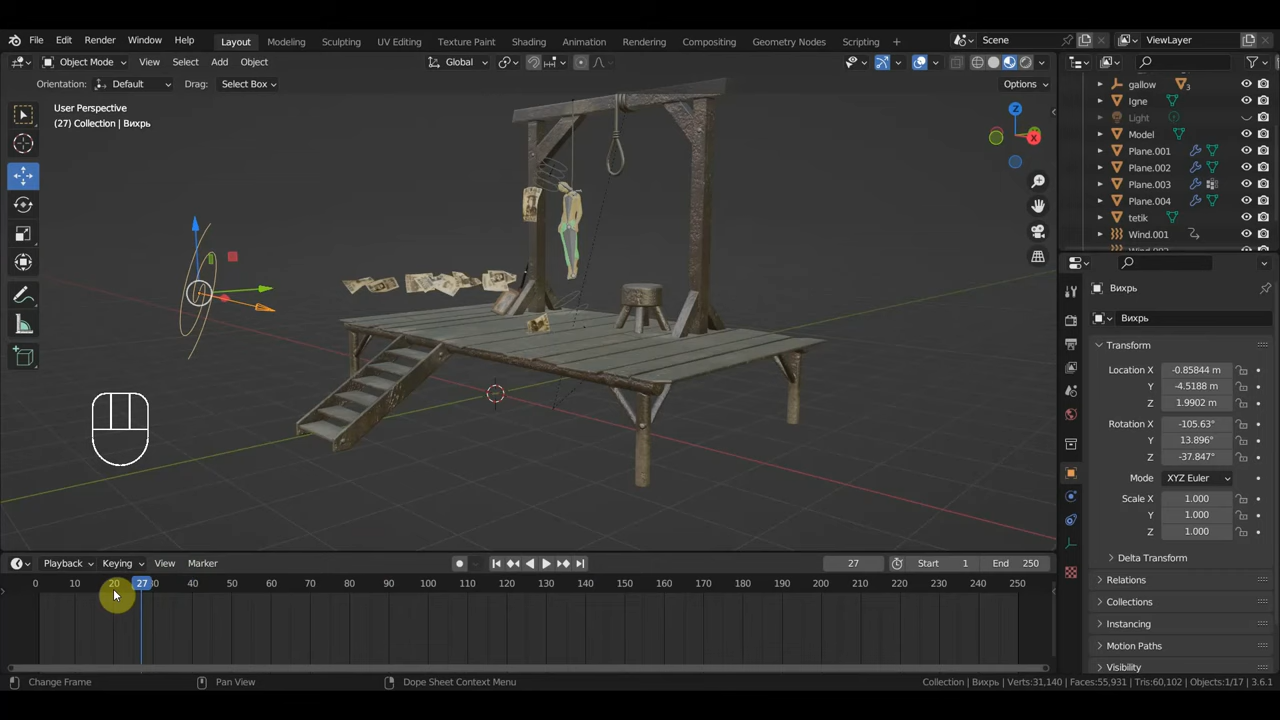 File Edit Render Window Help Layout Modeling Sculpting UV Editing Texture Paint Shading Animation Rendering Compositing Geometry Nodes Scripting Scene ViewLayer
Object Mode View Select Add Object Global
Orientation: Default Drag: Select Box Options
User Perspective
(27) Collection | Вихрь
Z
X
gallow 3
Igne
Light
Model
Plane.001
Plane.002
Plane.003
Plane.004
tetik
Wind.001
Вихрь
Вихрь
Transform
Location X -0.85844 m
Y -4.5188 m
Z 1.9902 m
Rotation X -105.63°
Y 13.896°
Z -37.847°
Mode XYZ Euler
Scale X 1.000
Y 1.000
Z 1.000
Delta Transform
Relations
Collections
Instancing
Motion Paths
Visibility
Playback Keying View Marker 27 Start 1 End 250
0 10 20 27 40 50 60 70 80 90 100 110 120 130 140 150 160 170 180 190 200 210 220 230 240 250
Change Frame Pan View Dope Sheet Context Menu Collection | Вихрь | Verts:31,140 | Faces:55,931 | Tris:60,102 | Objects:1/17 | 3.6.1